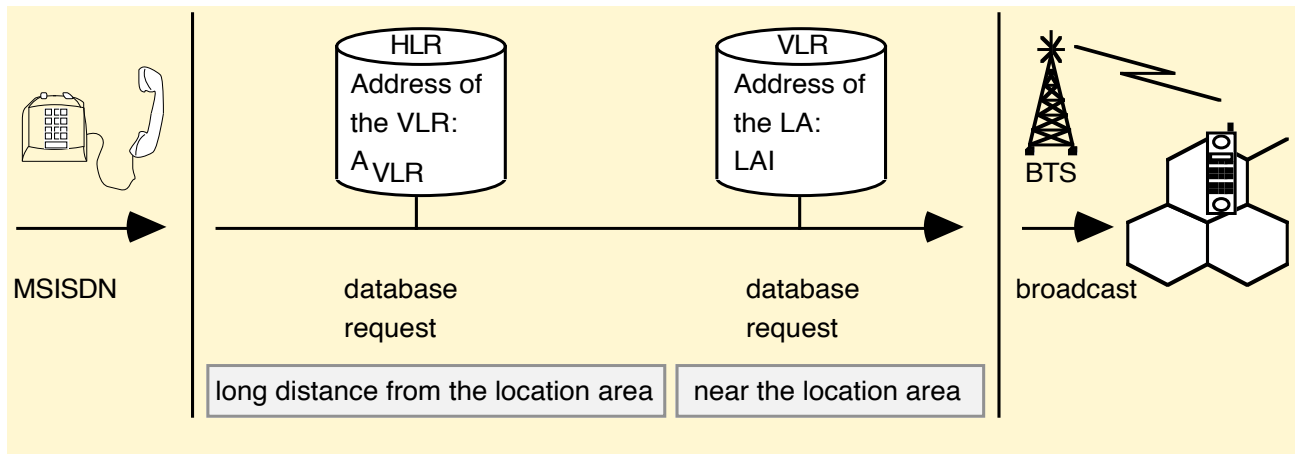 HLR
Address of
the VLR:
A VLR
VLR
Address of
the LA:
LAI
BTS
MSISDN
database
request
database
request
broadcast
long distance from the location area
near the location area